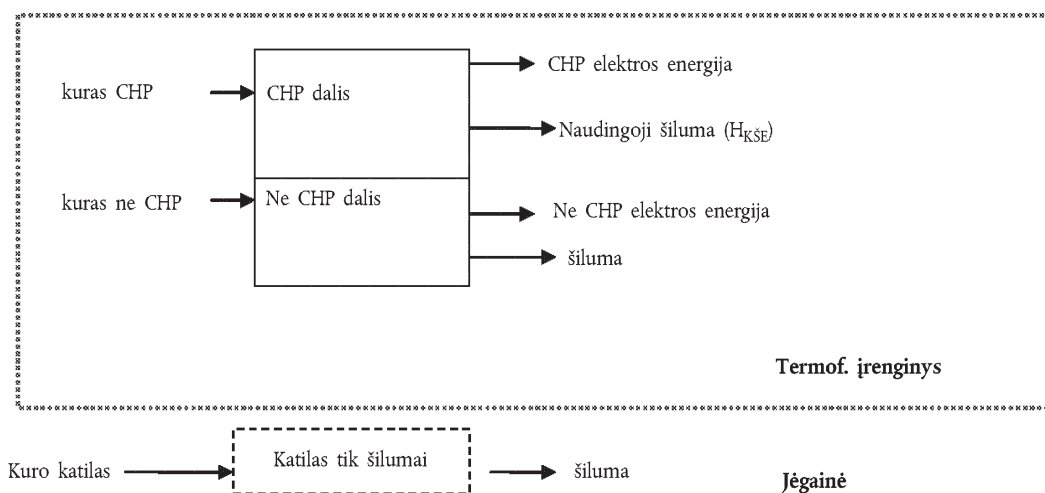 CHP elektros energija
kuras CHP
CHP dalis
Naudingoji šiluma (HKŠE)
kuras ne CHP
Ne CHP dalis
Ne CHP elektros energija
šiluma
Termof. įrenginys
Kuro katilas
Katilas tik šilumai
šiluma
Jėgainė